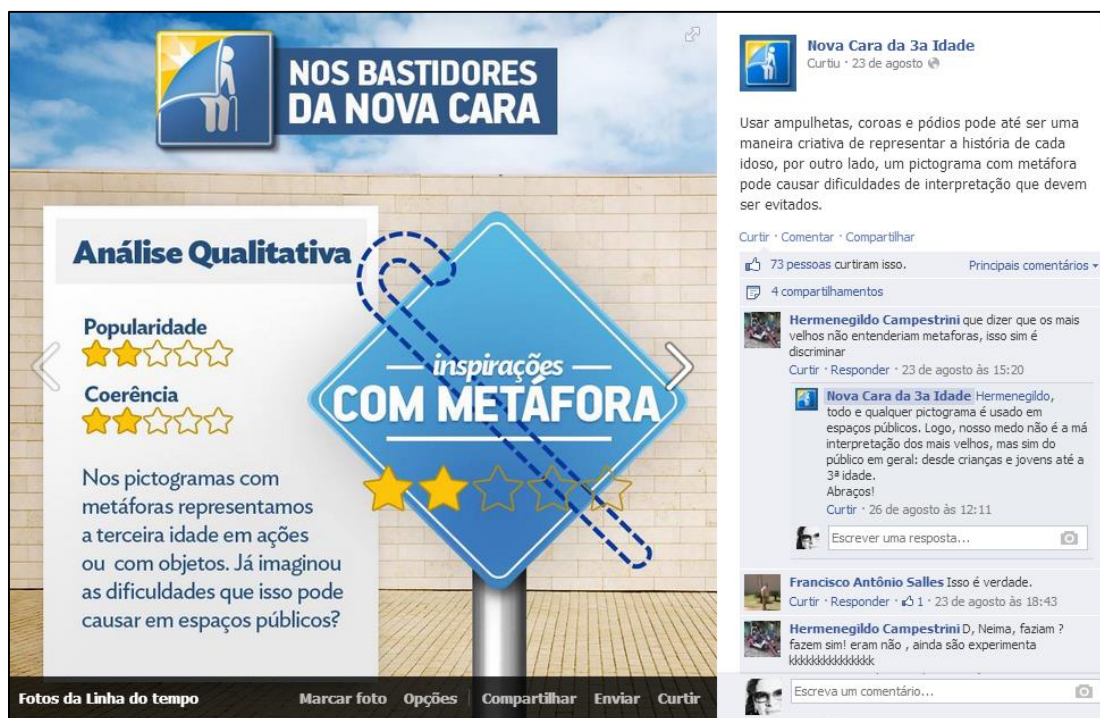 NOS BASTIDORES
DA NOVA CARA
Análise Qualitativa
Popularidade
Coerência
Nos pictogramas com
metáforas representamos
a terceira idade em ações
ou com objetos. Já imaginou
as dificuldades que isso pode
causar em espaços públicos?
inspirações
COM METÁFORA
Fotos da Linha do tempo
Marcar foto Opções Compartilhar Enviar Curtir
Nova Cara da 3a Idade
Curtiu · 23 de agosto
Usar ampulhetas, coroas e pódios pode até ser uma
maneira criativa de representar a história de cada
idoso, por outro lado, um pictograma com metáfora
pode causar dificuldades de interpretação que devem
ser evitados.
Curtir · Comentar · Compartilhar
73 pessoas curtiram isso. Principais comentários
4 compartilhamentos
Hermenegildo Campestrini que dizer que os mais
velhos não entenderiam metaforas, isso sim é
discriminar
Curtir · Responder · 23 de agosto às 15:20
Nova Cara da 3a Idade Hermenegildo,
todo e qualquer pictograma é usado em
espaços públicos. Logo, nosso medo não é a má
interpretação dos mais velhos, mas sim do
público em geral: desde crianças e jovens até a
3ª idade.
Abraços!
Curtir · 26 de agosto às 12:11
Escrever uma resposta...
Francisco Antônio Salles Isso é verdade.
Curtir · Responder · 1 · 23 de agosto às 18:43
Hermenegildo Campestrini D, Neima, faziam ?
fazem sim! eram não , ainda são experimenta
kkkkkkkkkkkkkkk
Escreva um comentário...